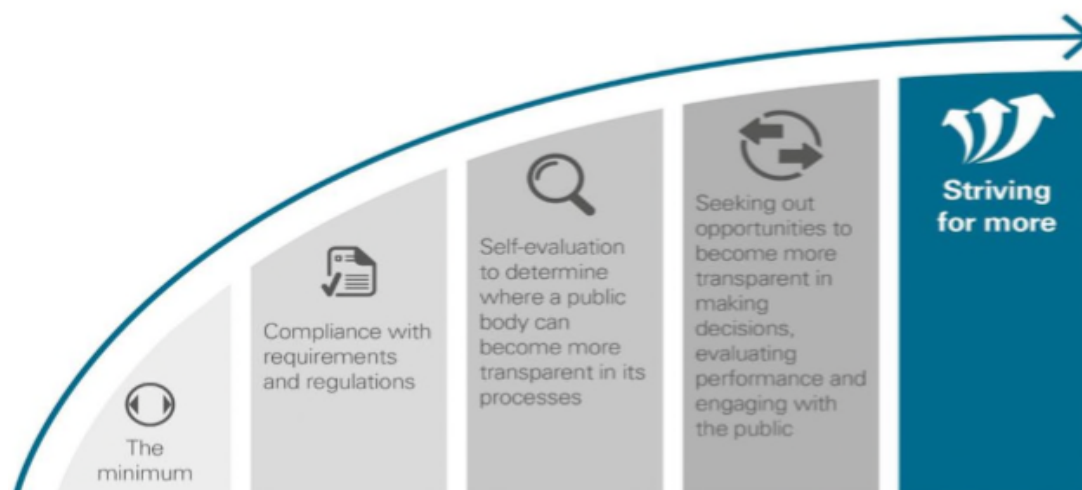 The
minimum
Compliance with
requirements
and regulations
Self-evaluation
to determine
where a public
body can
become more
transparent in its
processes
Seeking out
opportunities to
become more
transparent in
making
decisions,
evaluating
performance and
engaging with
the public
Striving
for more